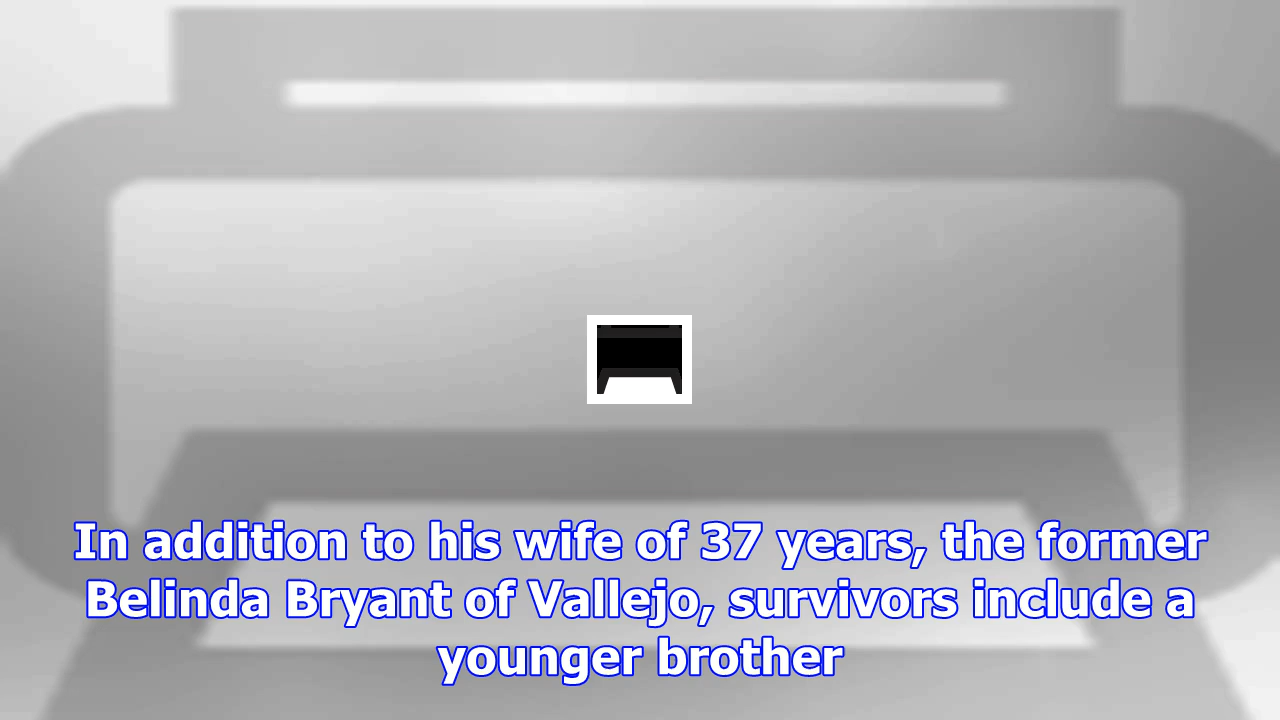 In addition to his wife of 37 years, the former
Belinda Bryant of Vallejo, survivors include a
younger brother